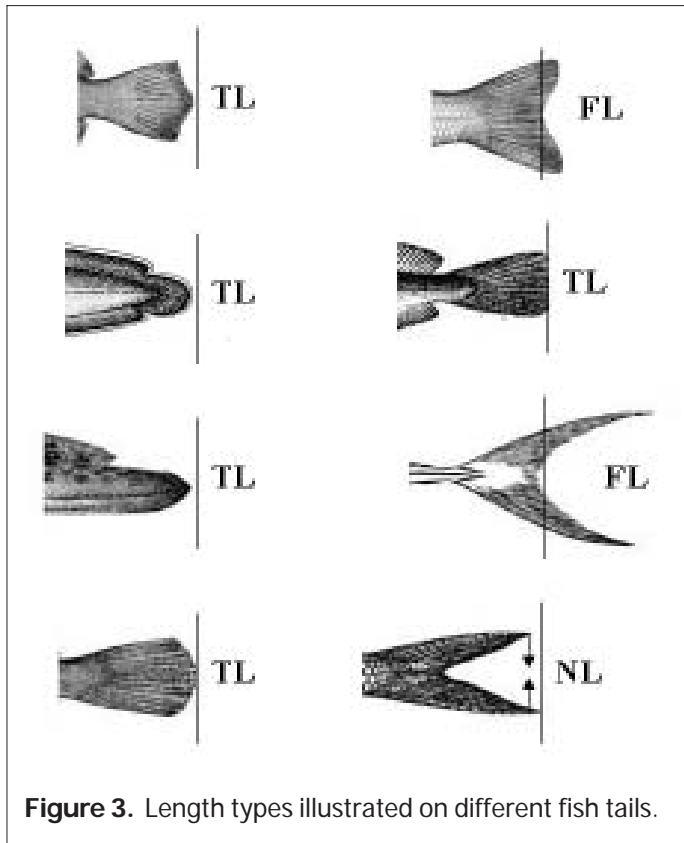 TL
FL
TL
TL
TL
FL
TL
NL
Figure 3. Length types illustrated on different fish tails.